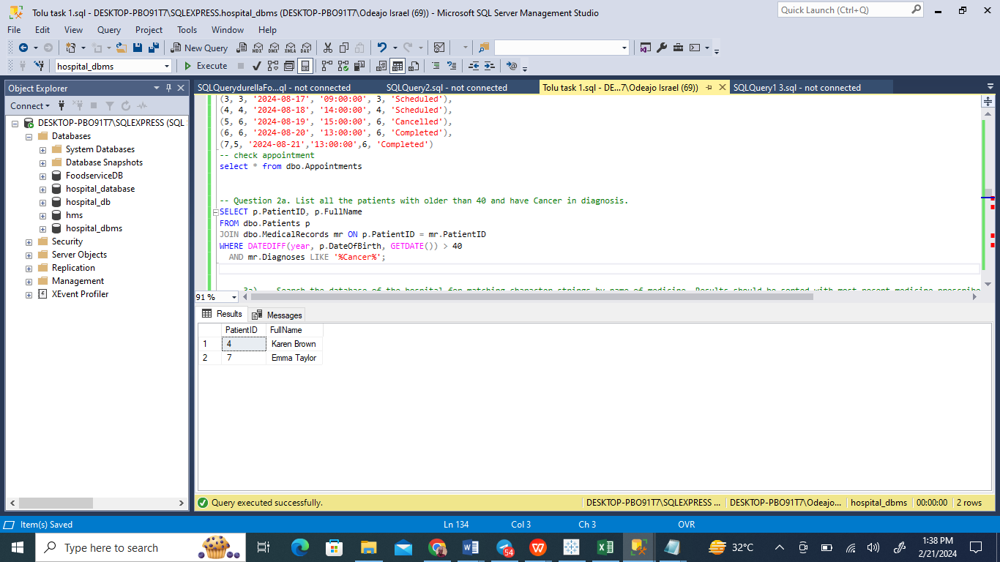 Tolu task 1.sql - DESKTOP-PBO91T7\SQLEXPRESS.hospital_dbms (DESKTOP-PBO91T7\Odeajo Israel (69)) - Microsoft SQL Server Management Studio
Quick Launch (Ctrl+Q)
File Edit View Query Project Tools Window Help
New Query MDX DMX XMLA DAX
hospital_dbms Execute
Object Explorer
SQLQuerydurellaFo...ql - not connected SQLQuery2.sql - not connected Tolu task 1.sql - DE...7\Odeajo Israel (69)) SQLQuery1 3.sql - not connected
Connect
DESKTOP-PBO91T7\SQLEXPRESS (SQL
Databases
System Databases
Database Snapshots
FoodserviceDB
hospital_database
hospital_db
hms
hospital_dbms
Security
Server Objects
Replication
Management
XEvent Profiler
(3, 3, '2024-08-17', '09:00:00', 3, 'Scheduled'),
(4, 4, '2024-08-18', '14:00:00', 4, 'Scheduled'),
(5, 6, '2024-08-19', '15:00:00', 6, 'Cancelled'),
(6, 6, '2024-08-20', '13:00:00', 6, 'Completed'),
(7,5, '2024-08-21','13:00:00',6, 'Completed')
-- check appointment
select * from dbo.Appointments
-- Question 2a. List all the patients with older than 40 and have Cancer in diagnosis.
SELECT p.PatientID, p.FullName
FROM dbo.Patients p
JOIN dbo.MedicalRecords mr ON p.PatientID = mr.PatientID
WHERE DATEDIFF(year, p.DateOfBirth, GETDATE()) > 40
AND mr.Diagnoses LIKE '%Cancer%';
3a) Search the database of the hospital for matching character strings by name of medicine. Results should be sorted with most recent medicine prescribe
91 %
Results Messages
PatientID FullName
1 4 Karen Brown
2 7 Emma Taylor
Query executed successfully. DESKTOP-PBO91T7\SQLEXPRESS ... DESKTOP-PBO91T7\Odeajo... hospital_dbms 00:00:00 2 rows
Item(s) Saved Ln 134 Col 3 Ch 3 OVR
Type here to search 54 32°C 1:38 PM
2/21/2024